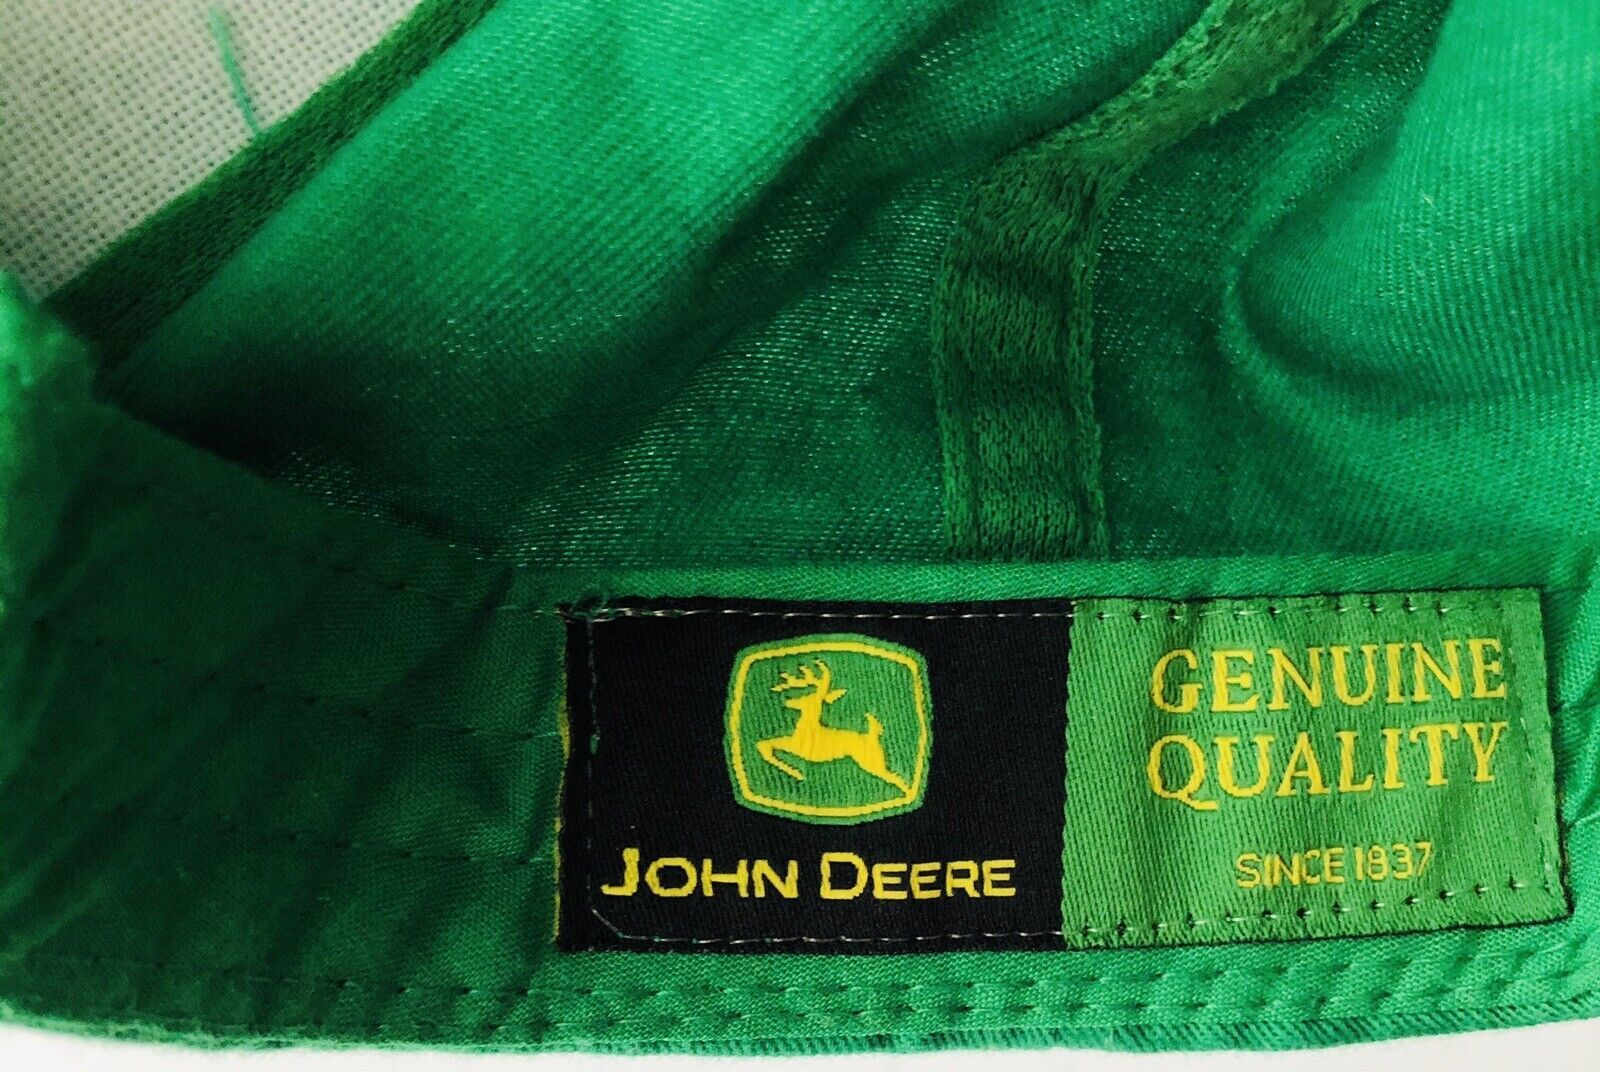 JOHN DEERE
GENUINE
QUALITY
SINCE 1837